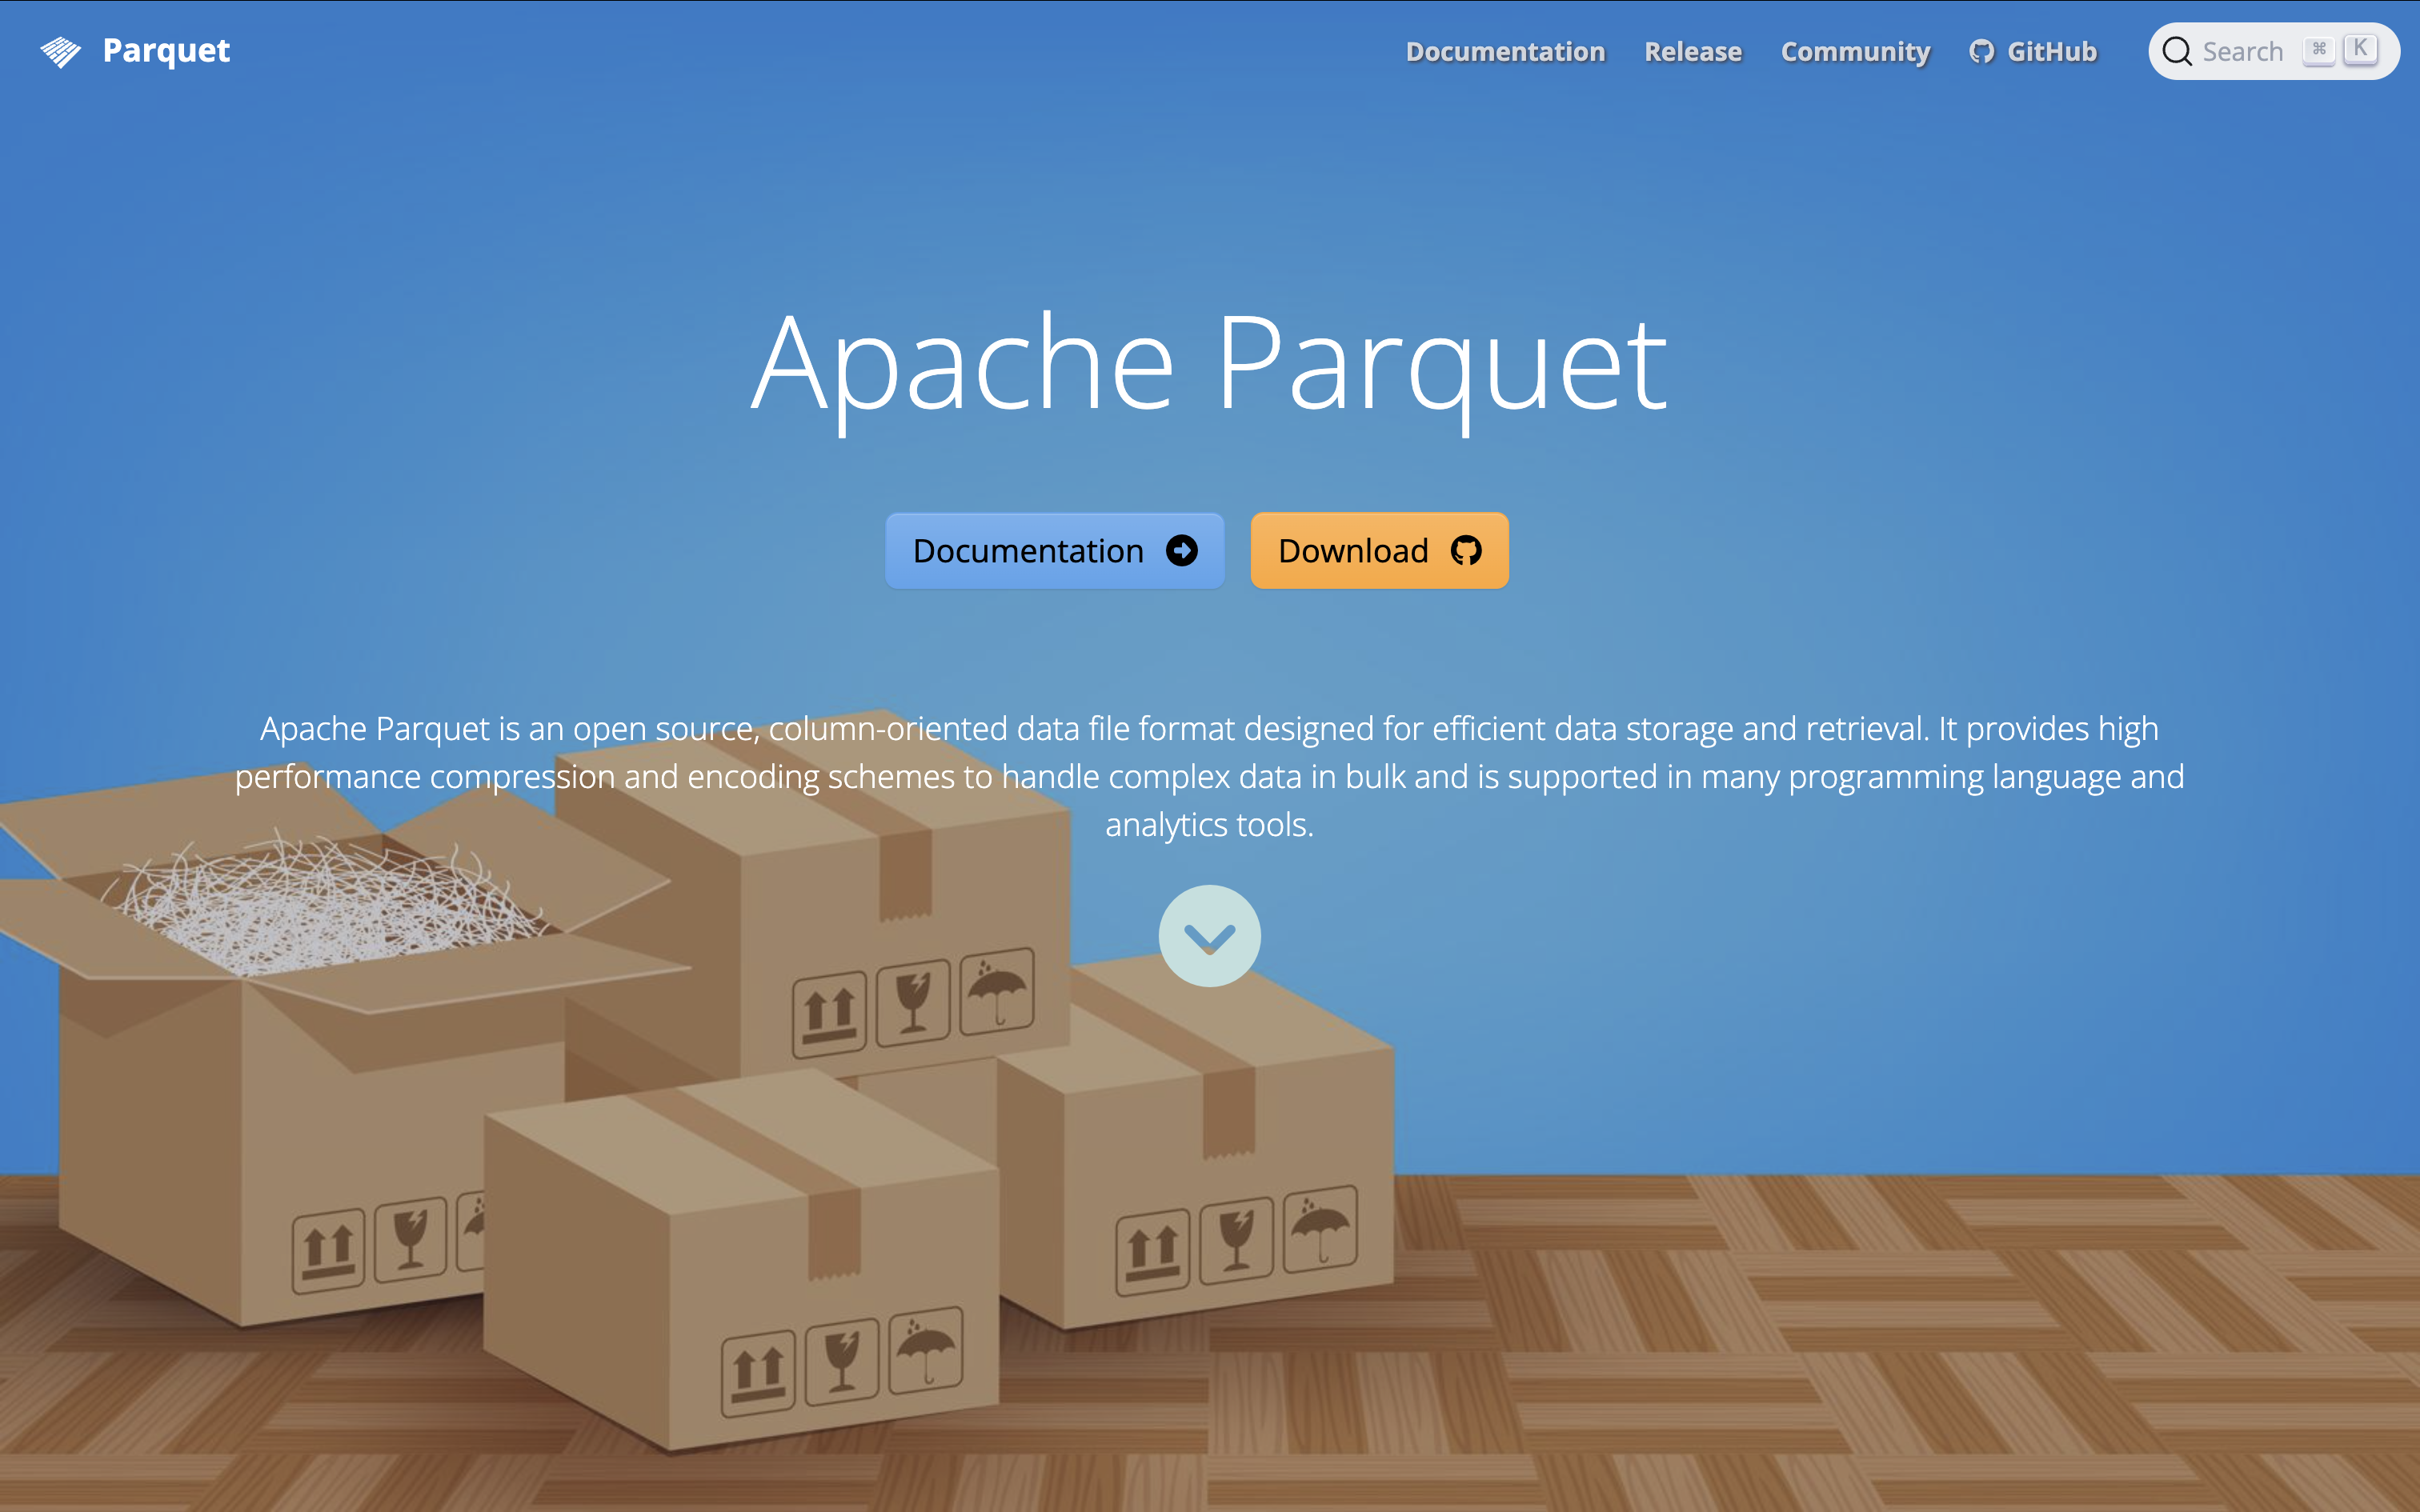 Parquet
Documentation Release Community GitHub Search ⌘ K
Apache Parquet
Documentation Download
Apache Parquet is an open source, column-oriented data file format designed for efficient data storage and retrieval. It provides high
performance compression and encoding schemes to handle complex data in bulk and is supported in many programming language and
analytics tools.